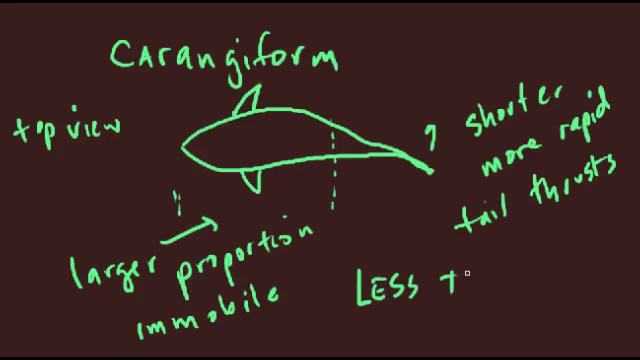 Carangiform
top view
shorter
more rapid
tail thrusts
larger proportion
immobile
LESS t